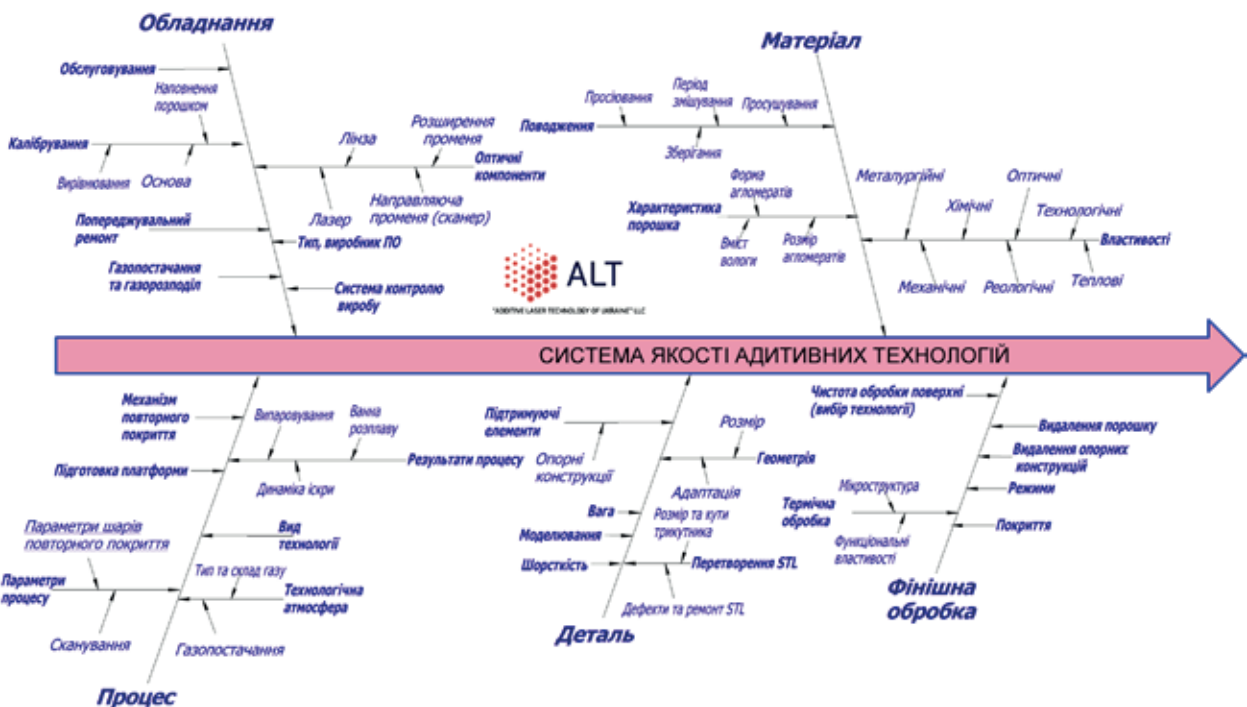 Обладнання
Обслуговування
Наповнення
порошком
Калібрування
Вирівнювання
Основа
Лінза
Розширення
променя
Оптичні
компоненти
Лазер
Направляюча
променя (сканер)
Попереджувальний
ремонт
Тип, виробник ПО
Газопостачання
та газорозподіл
Система контролю
виробу
Матеріал
Просіювання
Період
змішування
Просушування
Поводження
Зберігання
Форма
агломератів
Характеристика
порошка
Вміст
вологи
Розмір
агломератів
Металургійні
Хімічні
Оптичні
Технологічні
Властивості
Механічні
Реологічні
Теплові
ALT
"ADDITIVE LASER TECHNOLOGY OF UKRAINE" LLC
СИСТЕМА ЯКОСТІ АДИТИВНИХ ТЕХНОЛОГІЙ
Механізм
повторного
покриття
Випаровування
Ванна
розплаву
Результати процесу
Підготовка платформи
Динаміка іскри
Параметри шарів
повторного покриття
Вид
технології
Тип та склад газу
Параметри
процесу
Технологічна
атмосфера
Сканування
Газопостачання
Процес
Підтримуючі
елементи
Опорні
конструкції
Розмір
Геометрія
Адаптація
Вага
Розмір та кути
трикутника
Моделювання
Шорсткість
Перетворення STL
Дефекти та ремонт STL
Деталь
Чистота обробки поверхні
(вибір технології)
Видалення порошку
Видалення опорних
конструкцій
Мікроструктура
Режими
Термічна
обробка
Покриття
Функціональні
властивості
Фінішна
обробка